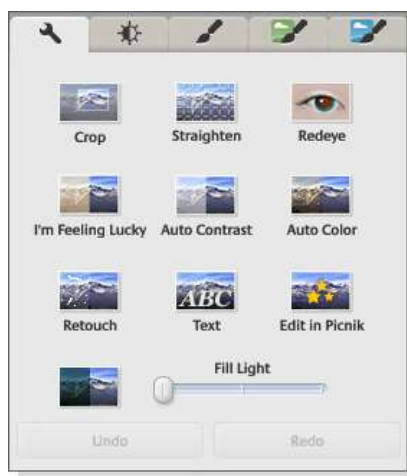 Crop Straighten Redeye
I'm Feeling Lucky Auto Contrast Auto Color
ABC
Retouch Text Edit in Picnik
Fill Light
Undo Redo